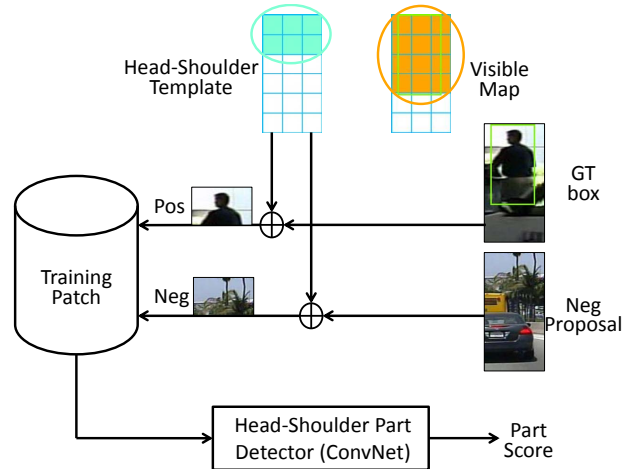 Head-Shoulder
Template
Visible
Map
GT
box
Pos
Training
Patch
Neg
Neg
Proposal
Head-Shoulder Part
Detector (ConvNet)
Part
Score